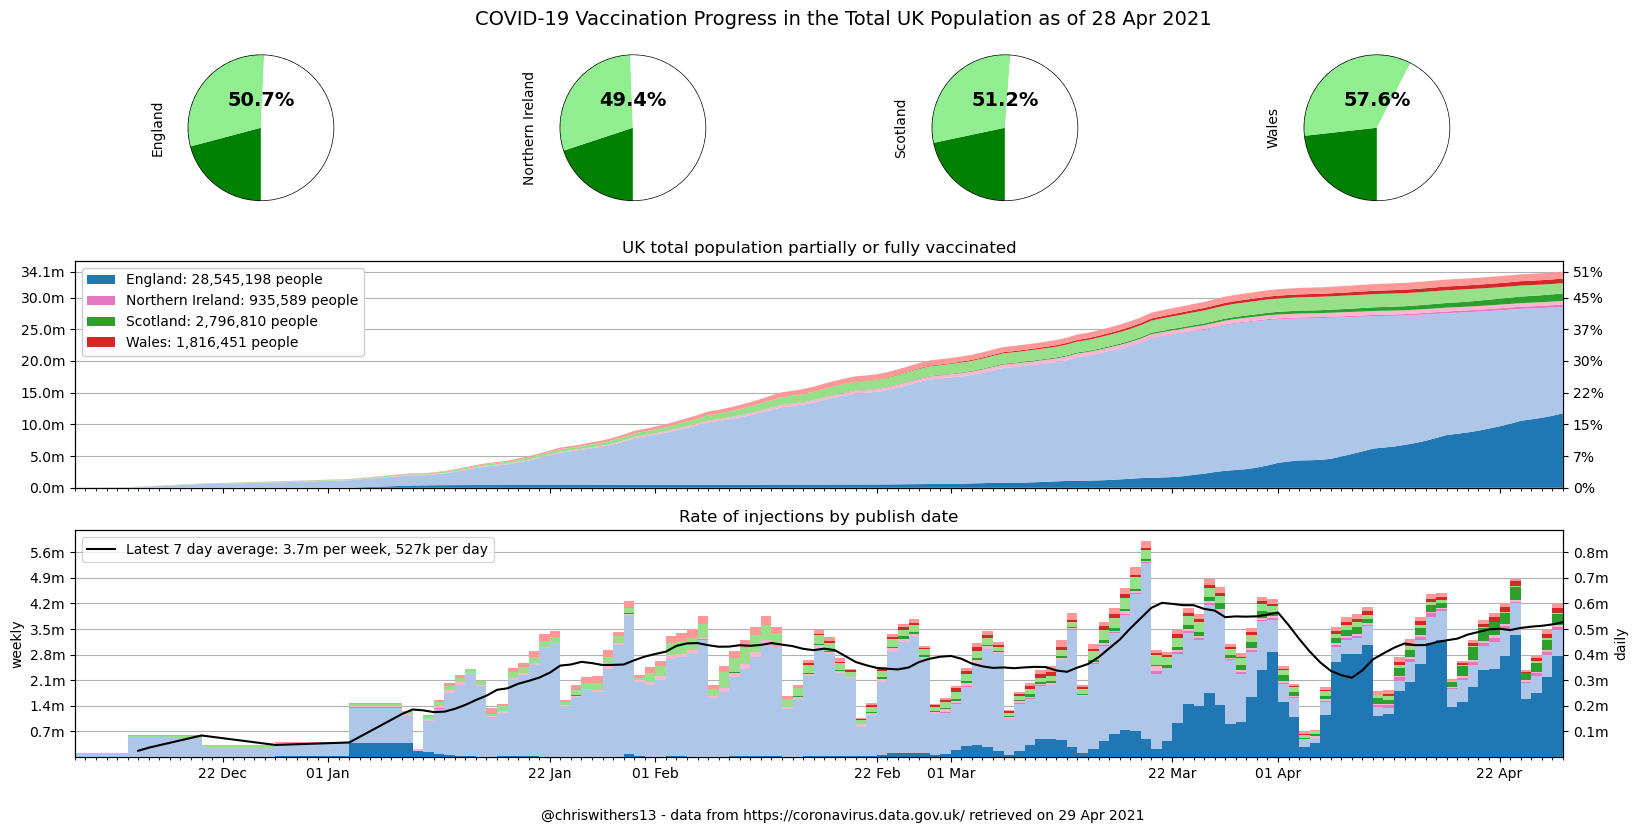 COVID-19 Vaccination Progress in the Total UK Population as of 28 Apr 2021
England
50.7%
Northern Ireland
49.4%
Scotland
51.2%
Wales
57.6%
UK total population partially or fully vaccinated
34.1m
30.0m
25.0m
20.0m
15.0m
10.0m
5.0m
0.0m
England: 28,545,198 people
Northern Ireland: 935,589 people
Scotland: 2,796,810 people
Wales: 1,816,451 people
51%
45%
37%
30%
22%
15%
7%
0%
Rate of injections by publish date
weekly
5.6m
4.9m
4.2m
3.5m
2.8m
2.1m
1.4m
0.7m
Latest 7 day average: 3.7m per week, 527k per day
0.8m
0.7m
0.6m
0.5m
0.4m
0.3m
0.2m
0.1m
daily
22 Dec
01 Jan
22 Jan
01 Feb
22 Feb
01 Mar
22 Mar
01 Apr
22 Apr
@chriswithers13 - data from https://coronavirus.data.gov.uk/ retrieved on 29 Apr 2021